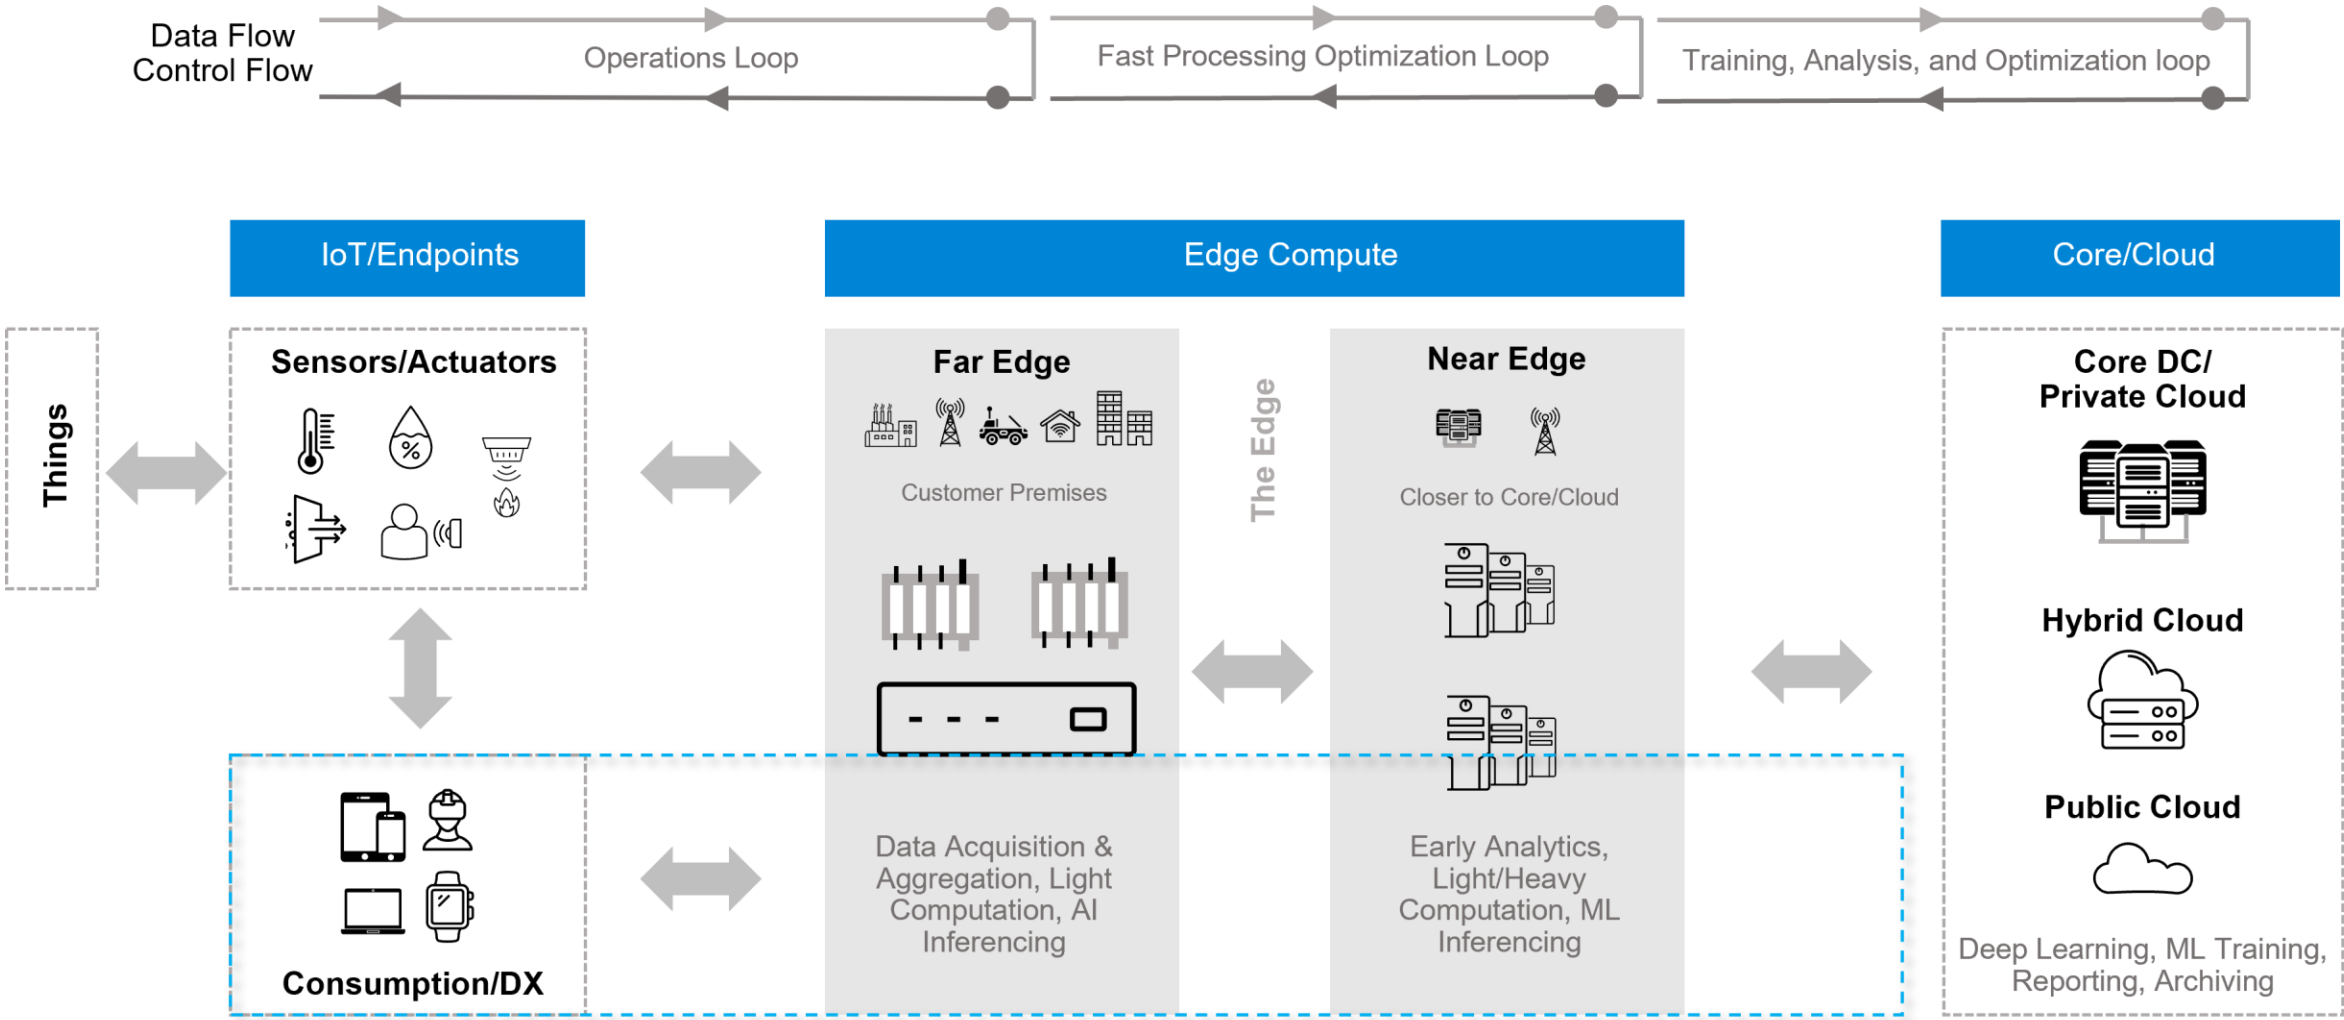 Data Flow
Control Flow
Operations Loop
Fast Processing Optimization Loop
Training, Analysis, and Optimization loop
IoT/Endpoints
Edge Compute
Core/Cloud
Things
Sensors/Actuators
%
Consumption/DX
Far Edge
Customer Premises
Data Acquisition &
Aggregation, Light
Computation, AI
Inferencing
The Edge
Near Edge
Closer to Core/Cloud
Early Analytics,
Light/Heavy
Computation, ML
Inferencing
Core DC/
Private Cloud
Hybrid Cloud
Public Cloud
Deep Learning, ML Training,
Reporting, Archiving